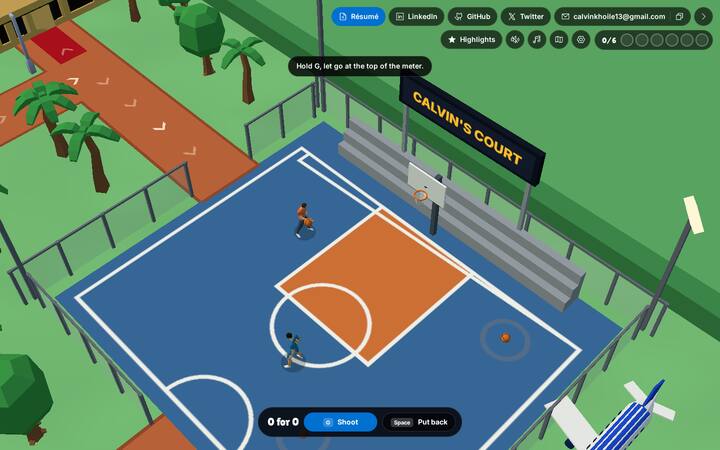 Résumé
LinkedIn
GitHub
Twitter
calvinkhoile13@gmail.com
Highlights
0/6
Hold G, let go at the top of the meter.
CALVIN'S COURT
0 for 0
G Shoot
Space Put back